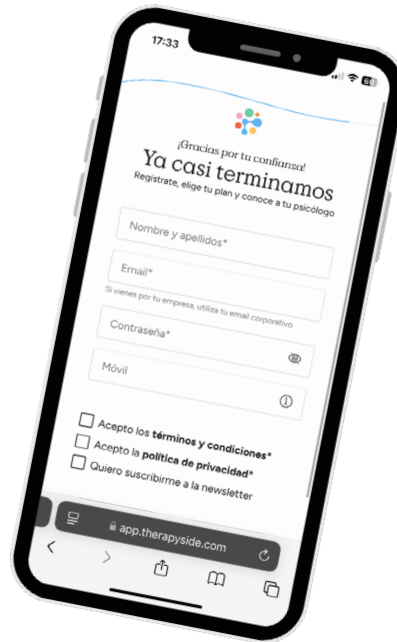 17:33
60
¡Gracias por tu confianza!
Ya casi terminamos
Regístrate, elige tu plan y conoce a tu psicólogo
Nombre y apellidos*
Email*
Si vienes por tu empresa, utiliza tu email corporativo
Contraseña*
Móvil
Acepto los términos y condiciones*
Acepto la política de privacidad*
Quiero suscribirme a la newsletter
app.therapyside.com